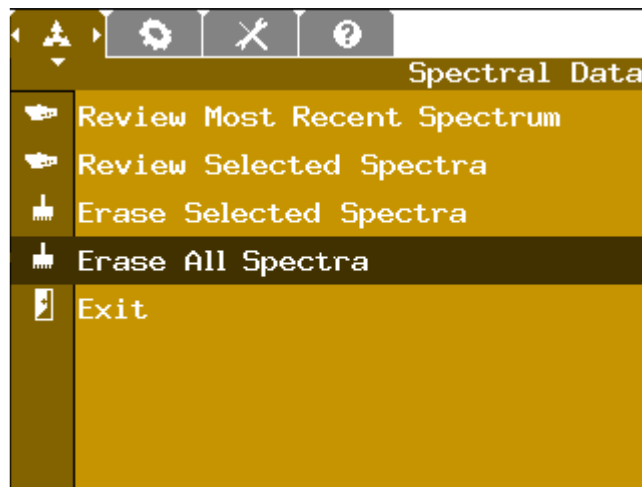 ?
Spectral Data
Review Most Recent Spectrum
Review Selected Spectra
Erase Selected Spectra
Erase All Spectra
Exit